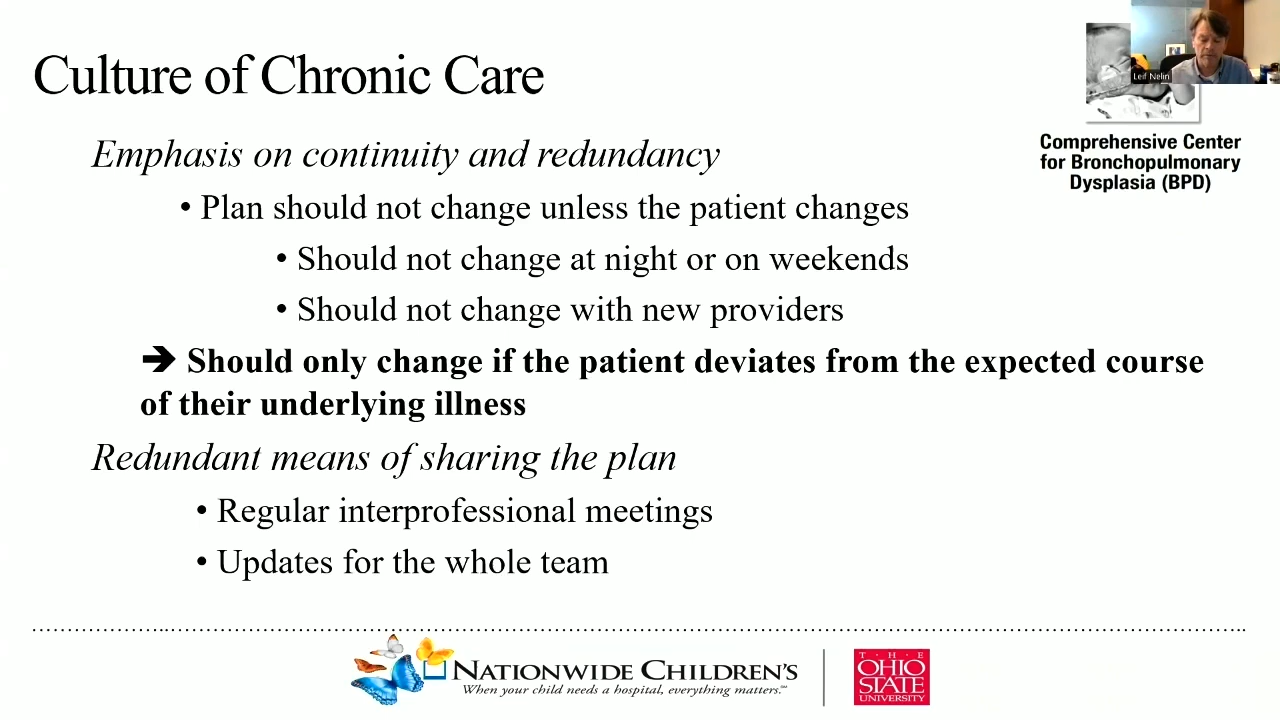 Culture of Chronic Care
Leif Nelin
Comprehensive Center
for Bronchopulmonary
Dysplasia (BPD)
Emphasis on continuity and redundancy
• Plan should not change unless the patient changes
• Should not change at night or on weekends
• Should not change with new providers
➔ Should only change if the patient deviates from the expected course
of their underlying illness
Redundant means of sharing the plan
• Regular interprofessional meetings
• Updates for the whole team
NATIONWIDE CHILDREN'S
When your child needs a hospital, everything matters.℠
THE
OHIO
STATE
UNIVERSITY